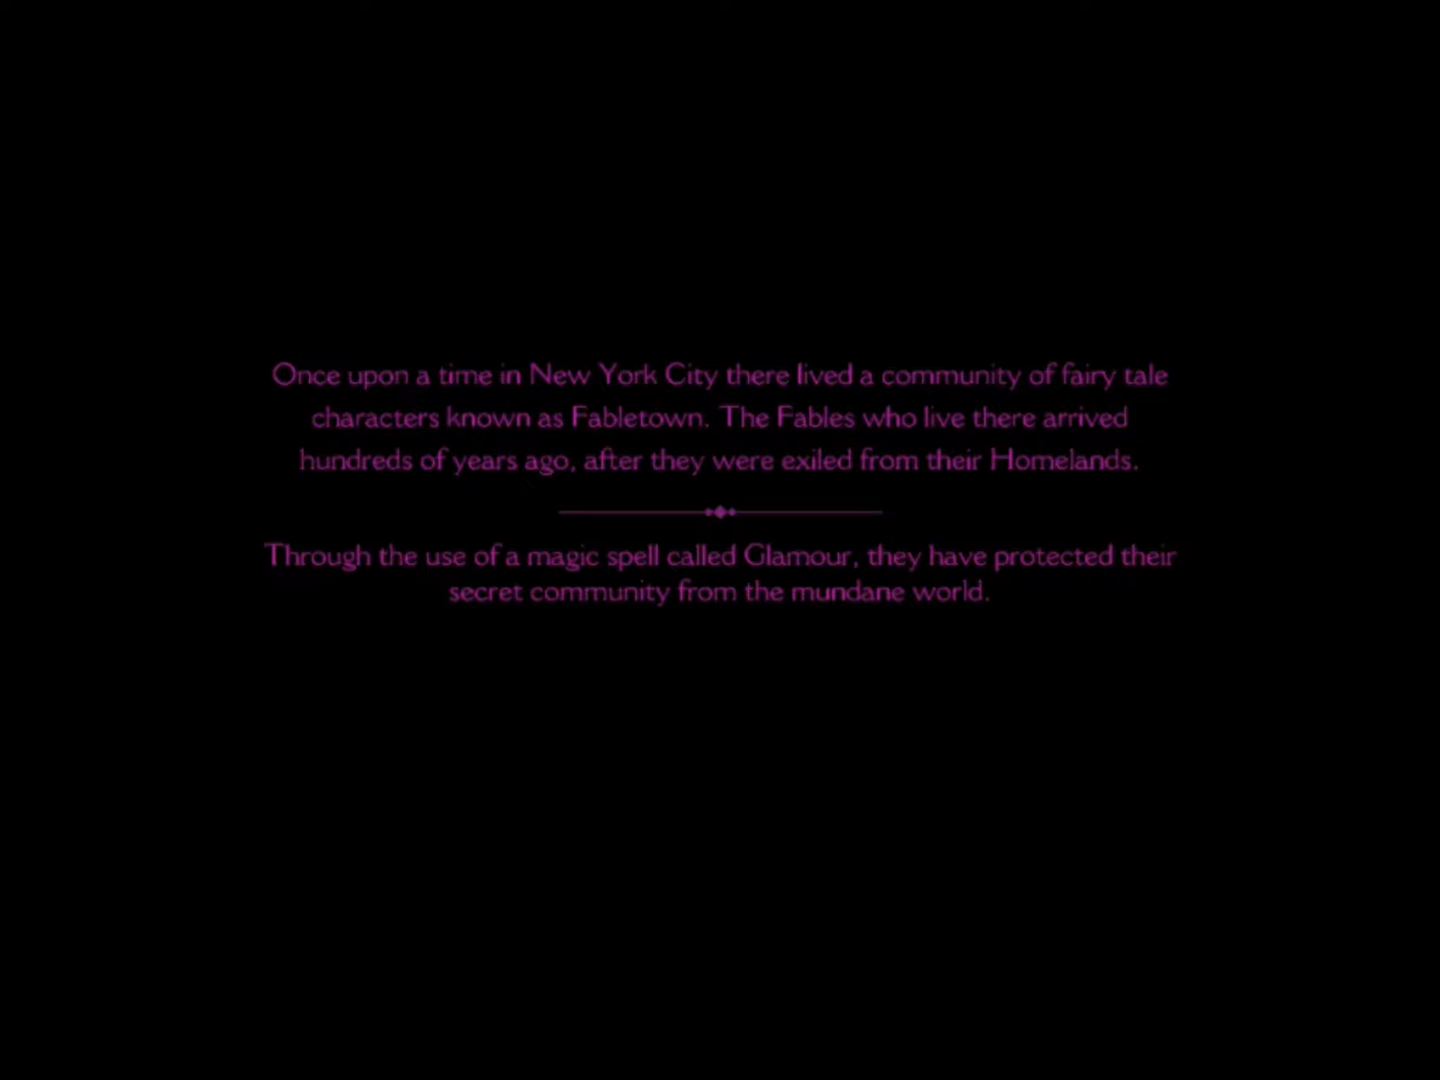 Once upon a time in New York City there lived a community of fairy tale
characters known as Fabletown. The Fables who live there arrived
hundreds of years ago, after they were exiled from their Homelands.
Through the use of a magic spell called Glamour, they have protected their
secret community from the mundane world.